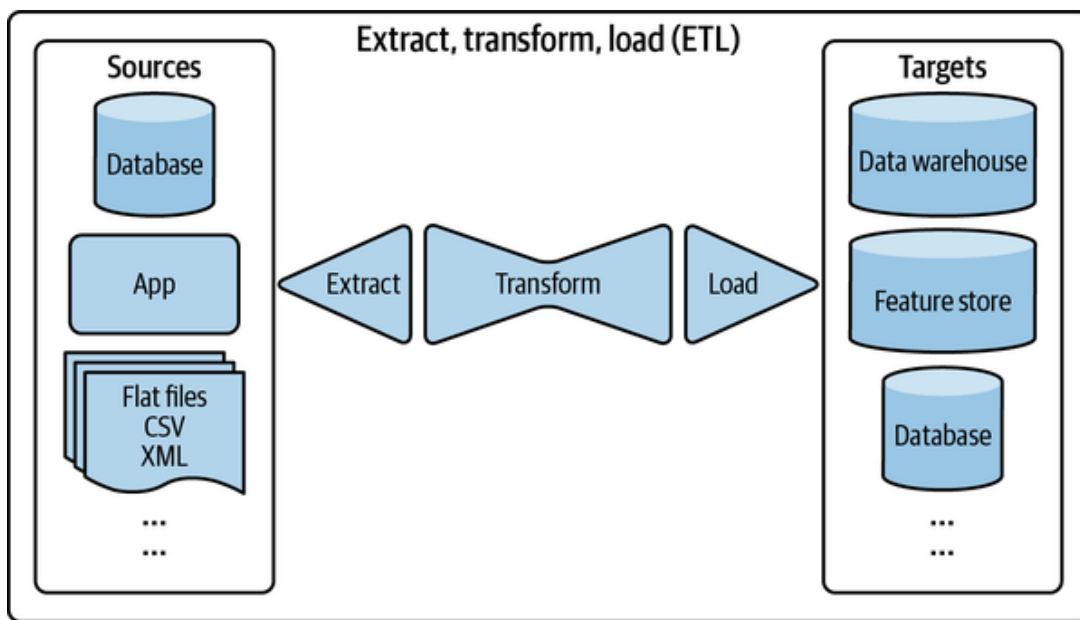 Extract, transform, load (ETL)
Sources
Database
App
Flat files
CSV
XML
...
...
Extract
Transform
Load
Targets
Data warehouse
Feature store
Database
...
...